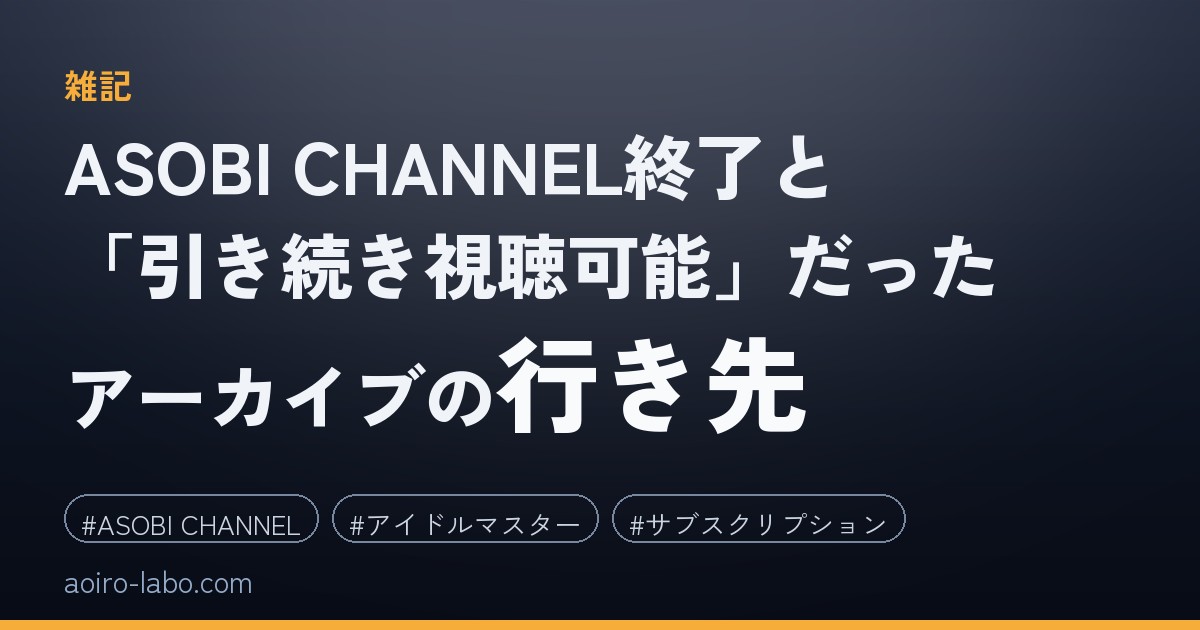 雑記
ASOBI CHANNEL終了と
「引き続き視聴可能」だった
アーカイブの行き先
#ASOBI CHANNEL #アイドルマスター #サブスクリプション
aoiro-labo.com